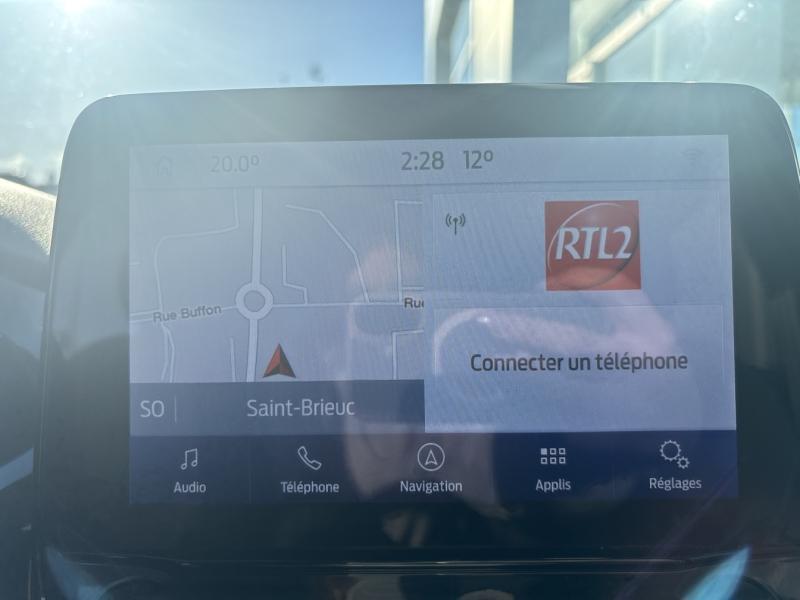 20.0° 2:28 12°
RTL2
Rue Buffon
Rue
Connecter un téléphone
SO Saint-Brieuc
Audio Téléphone Navigation Applis Réglages